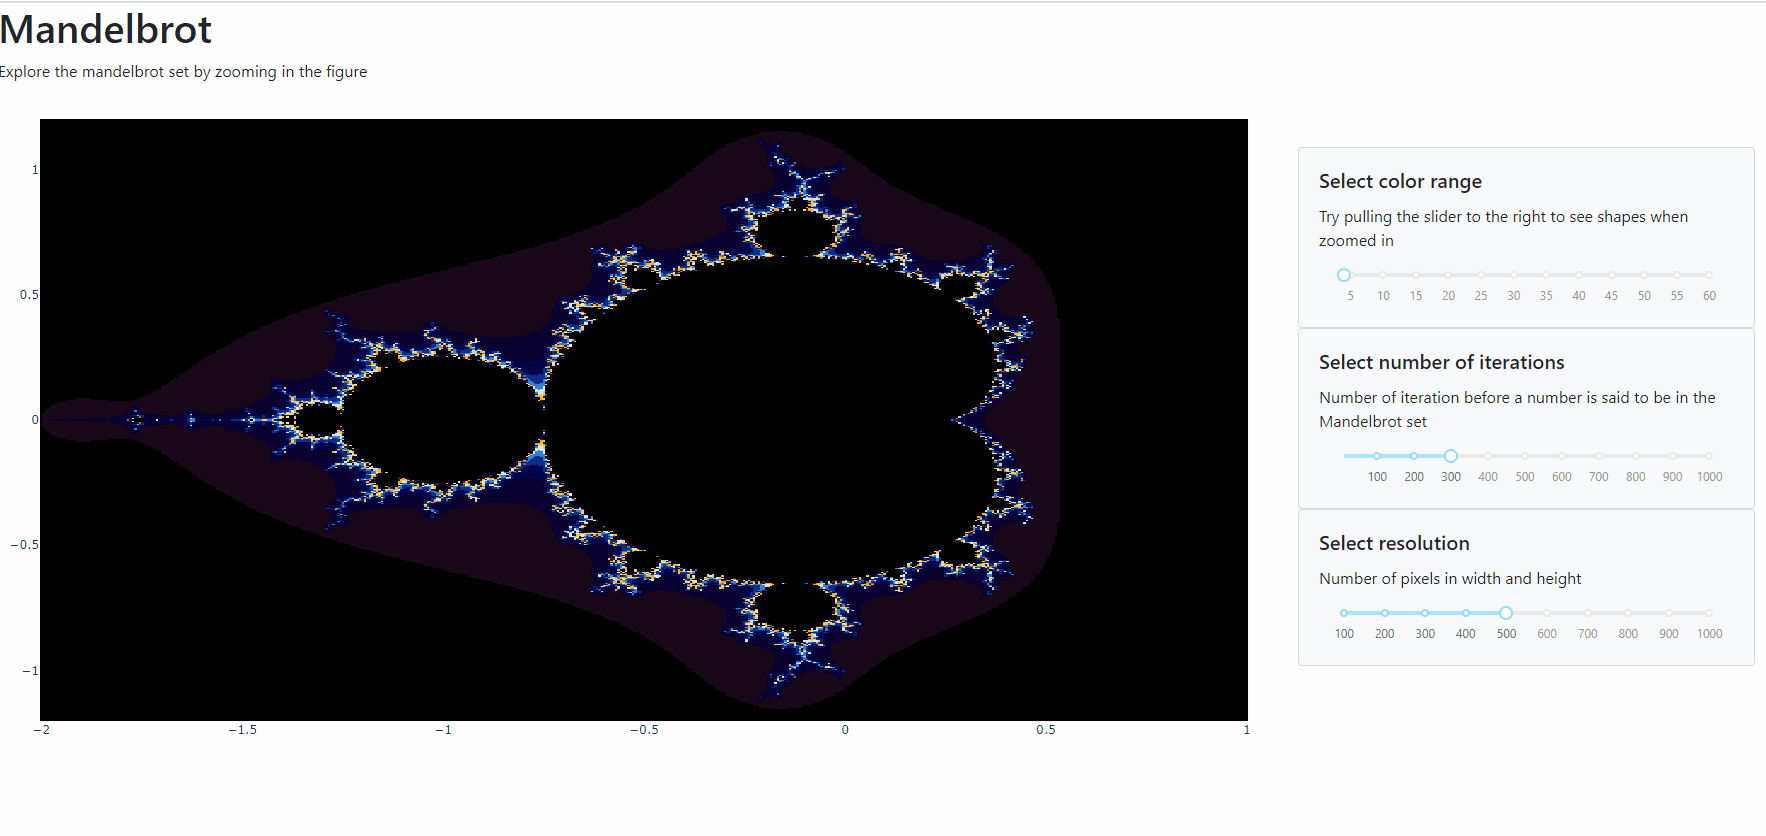 Mandelbrot
Explore the mandelbrot set by zooming in the figure
1
0.5
0
−0.5
−1
−2 −1.5 −1 −0.5 0 0.5 1
Select color range
Try pulling the slider to the right to see shapes when
zoomed in
5 10 15 20 25 30 35 40 45 50 55 60
Select number of iterations
Number of iteration before a number is said to be in the
Mandelbrot set
100 200 300 400 500 600 700 800 900 1000
Select resolution
Number of pixels in width and height
100 200 300 400 500 600 700 800 900 1000